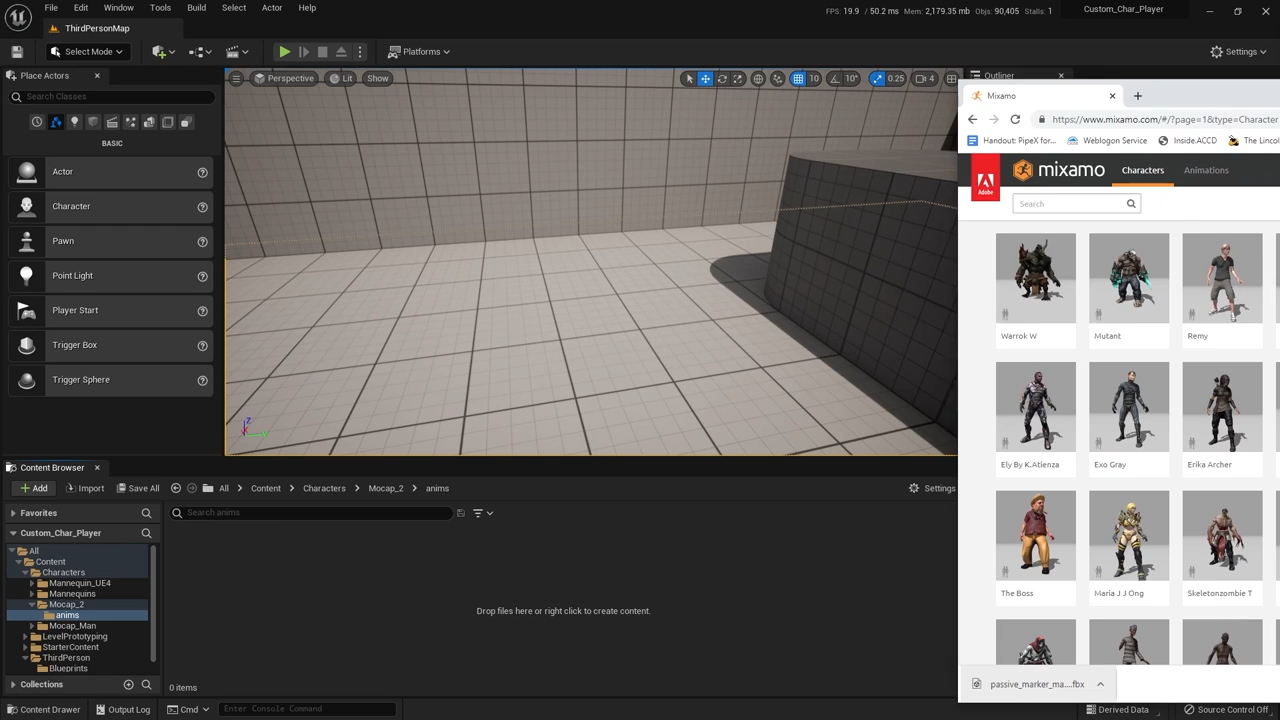 File Edit Window Tools Build Select Actor Help
FPS: 19.9 / 50.2 ms Mem: 2,179.35 mb Objs: 90,405 Stalls: 1 Custom_Char_Player
ThirdPersonMap
Select Mode Platforms Settings
Place Actors
Search Classes
BASIC
Actor
Character
Pawn
Point Light
Player Start
Trigger Box
Trigger Sphere
Perspective Lit Show 10 10° 0.25 4
Z
Y
Outliner
Mixamo
https://www.mixamo.com/#/?page=1&type=Character
Handout: PipeX for... Weblogon Service Inside.ACCD The Lincol
Adobe
mixamo Characters Animations
Search
Warrok W Mutant Remy
Ely By K.Atienza Exo Gray Erika Archer
The Boss Maria J J Ong Skeletonzombie T
passive_marker_ma....fbx
Content Browser
Add Import Save All All Content Characters Mocap_2 anims Settings
Favorites
Search anims
Custom_Char_Player
All
Content
Characters
Mannequin_UE4
Mannequins
Mocap_2
anims
Mocap_Man
LevelPrototyping
StarterContent
ThirdPerson
Blueprints
Drop files here or right click to create content.
Collections
0 items
Content Drawer Output Log Cmd Enter Console Command Derived Data Source Control Off